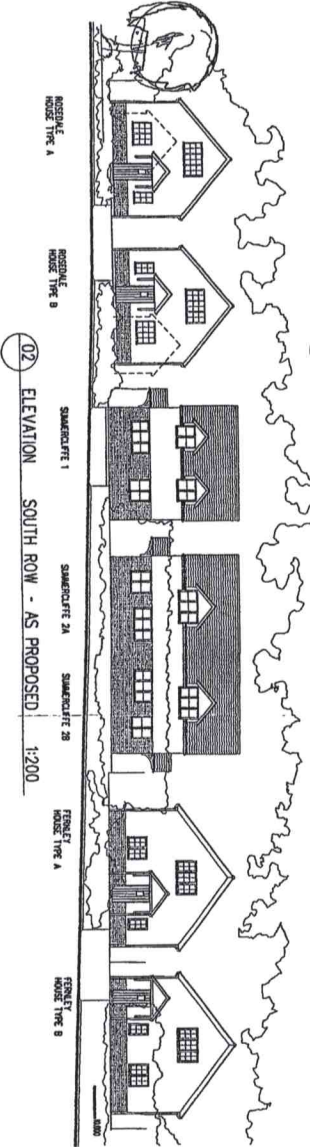 ROSEDALE
HOUSE TYPE A
ROSEDALE
HOUSE TYPE B
SUMMERCLIFFE 1
SUMMERCLIFFE 2A
SUMMERCLIFFE 2B
FERNLEY
HOUSE TYPE A
FERNLEY
HOUSE TYPE B
02 ELEVATION SOUTH ROW - AS PROPOSED 1:200